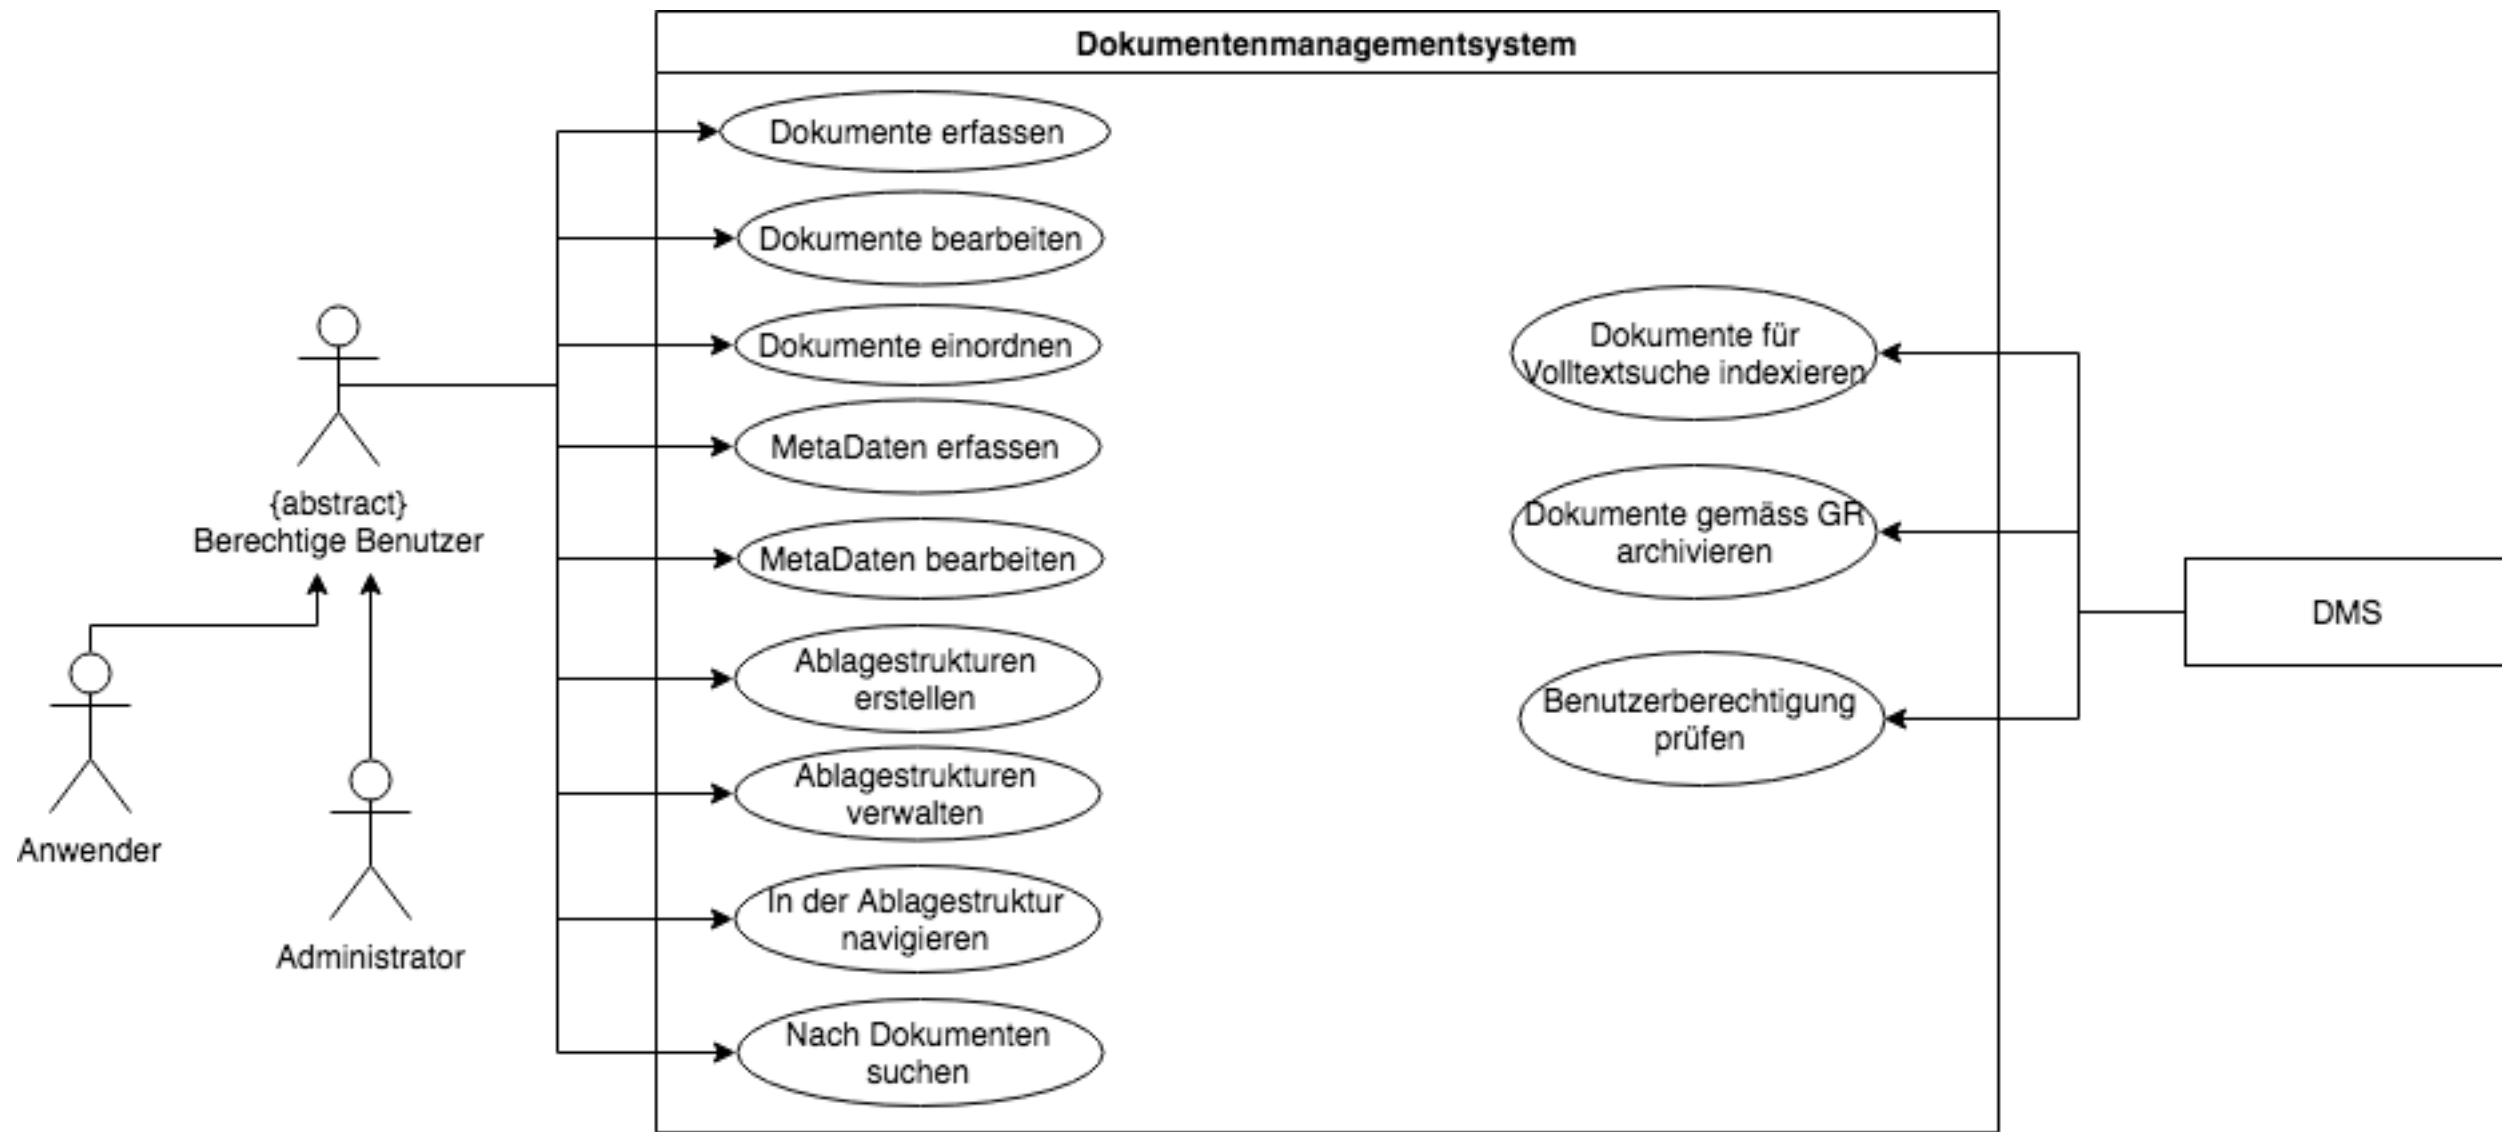 Dokumentenmanagementsystem
Dokumente erfassen
Dokumente bearbeiten
Dokumente einordnen
MetaDaten erfassen
MetaDaten bearbeiten
Ablagestrukturen
erstellen
Ablagestrukturen
verwalten
In der Ablagestruktur
navigieren
Nach Dokumenten
suchen
{abstract}
Berechtige Benutzer
Anwender
Administrator
Dokumente für
Volltextsuche indexieren
Dokumente gemäss GR
archivieren
Benutzerberechtigung
prüfen
DMS